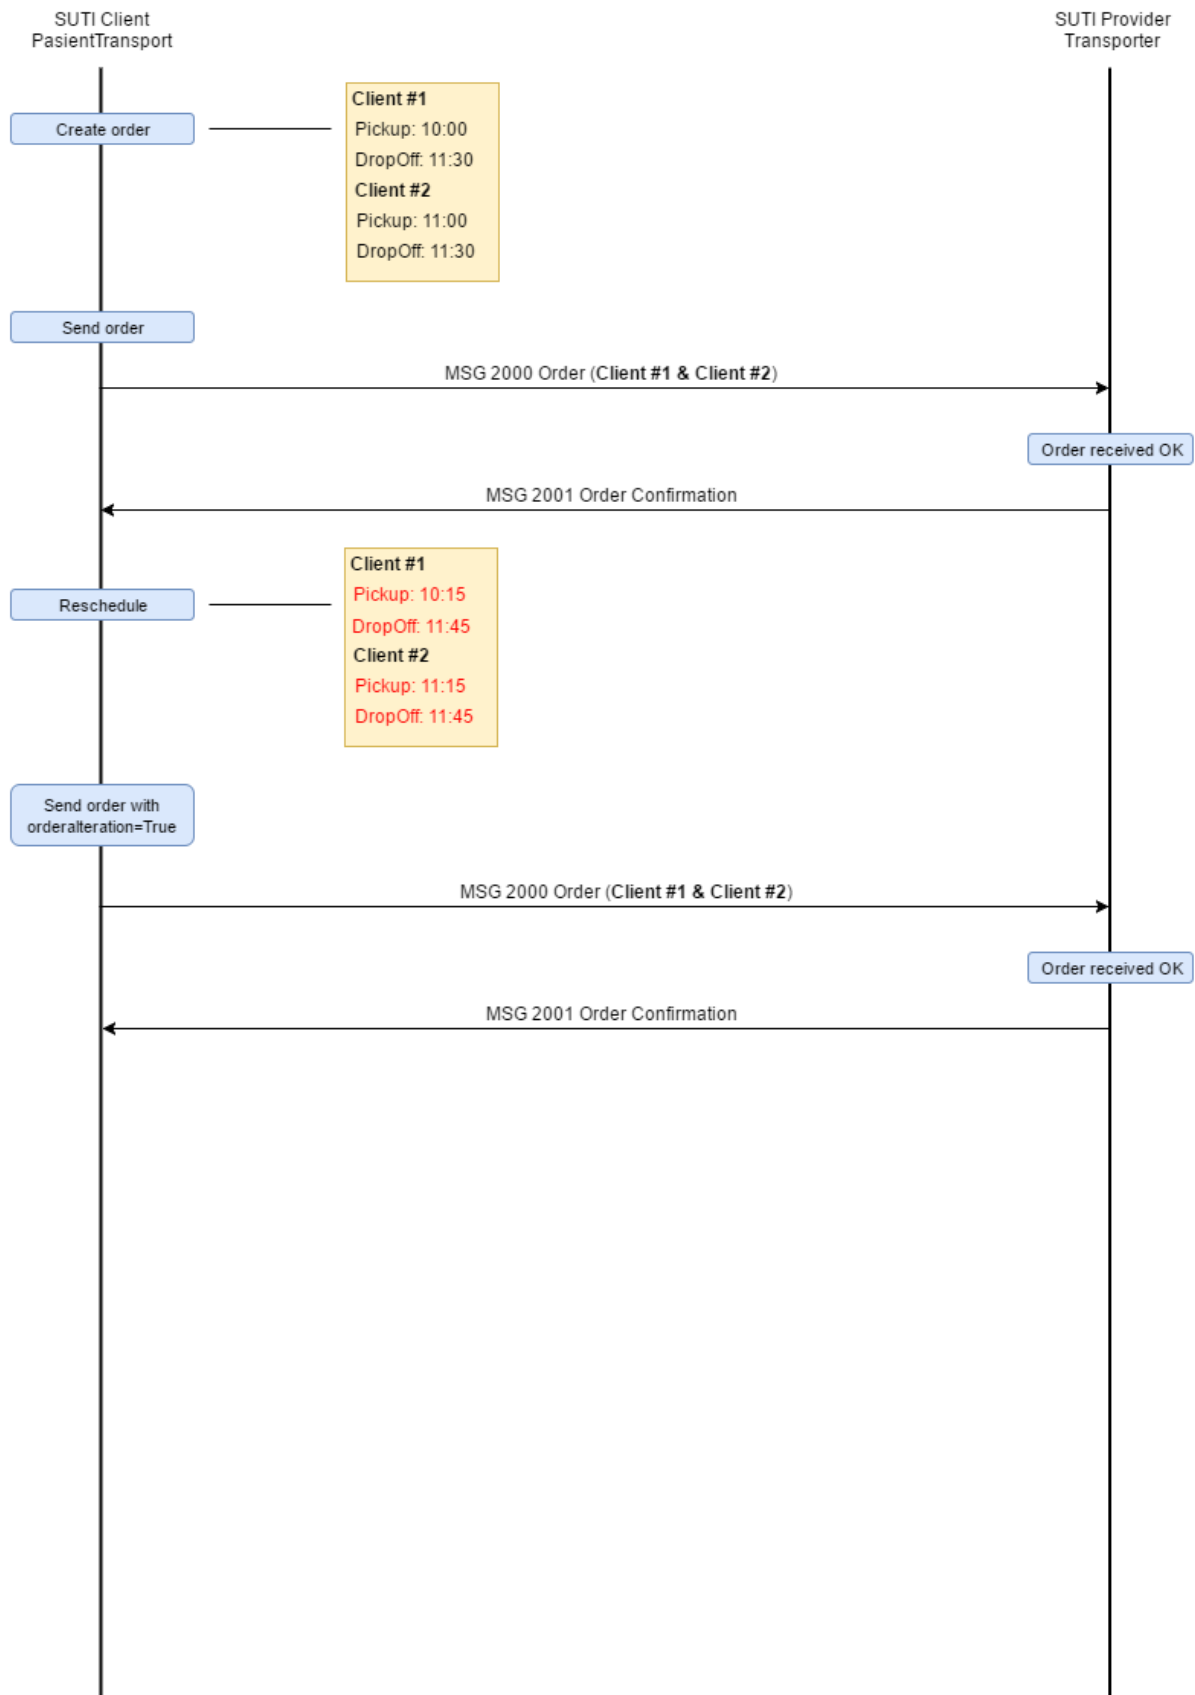 SUTI Client
PasientTransport
SUTI Provider
Transporter
Create order
Client #1
Pickup: 10:00
DropOff: 11:30
Client #2
Pickup: 11:00
DropOff: 11:30
Send order
MSG 2000 Order (Client #1 & Client #2)
Order received OK
MSG 2001 Order Confirmation
Reschedule
Client #1
Pickup: 10:15
DropOff: 11:45
Client #2
Pickup: 11:15
DropOff: 11:45
Send order with
orderalteration=True
MSG 2000 Order (Client #1 & Client #2)
Order received OK
MSG 2001 Order Confirmation